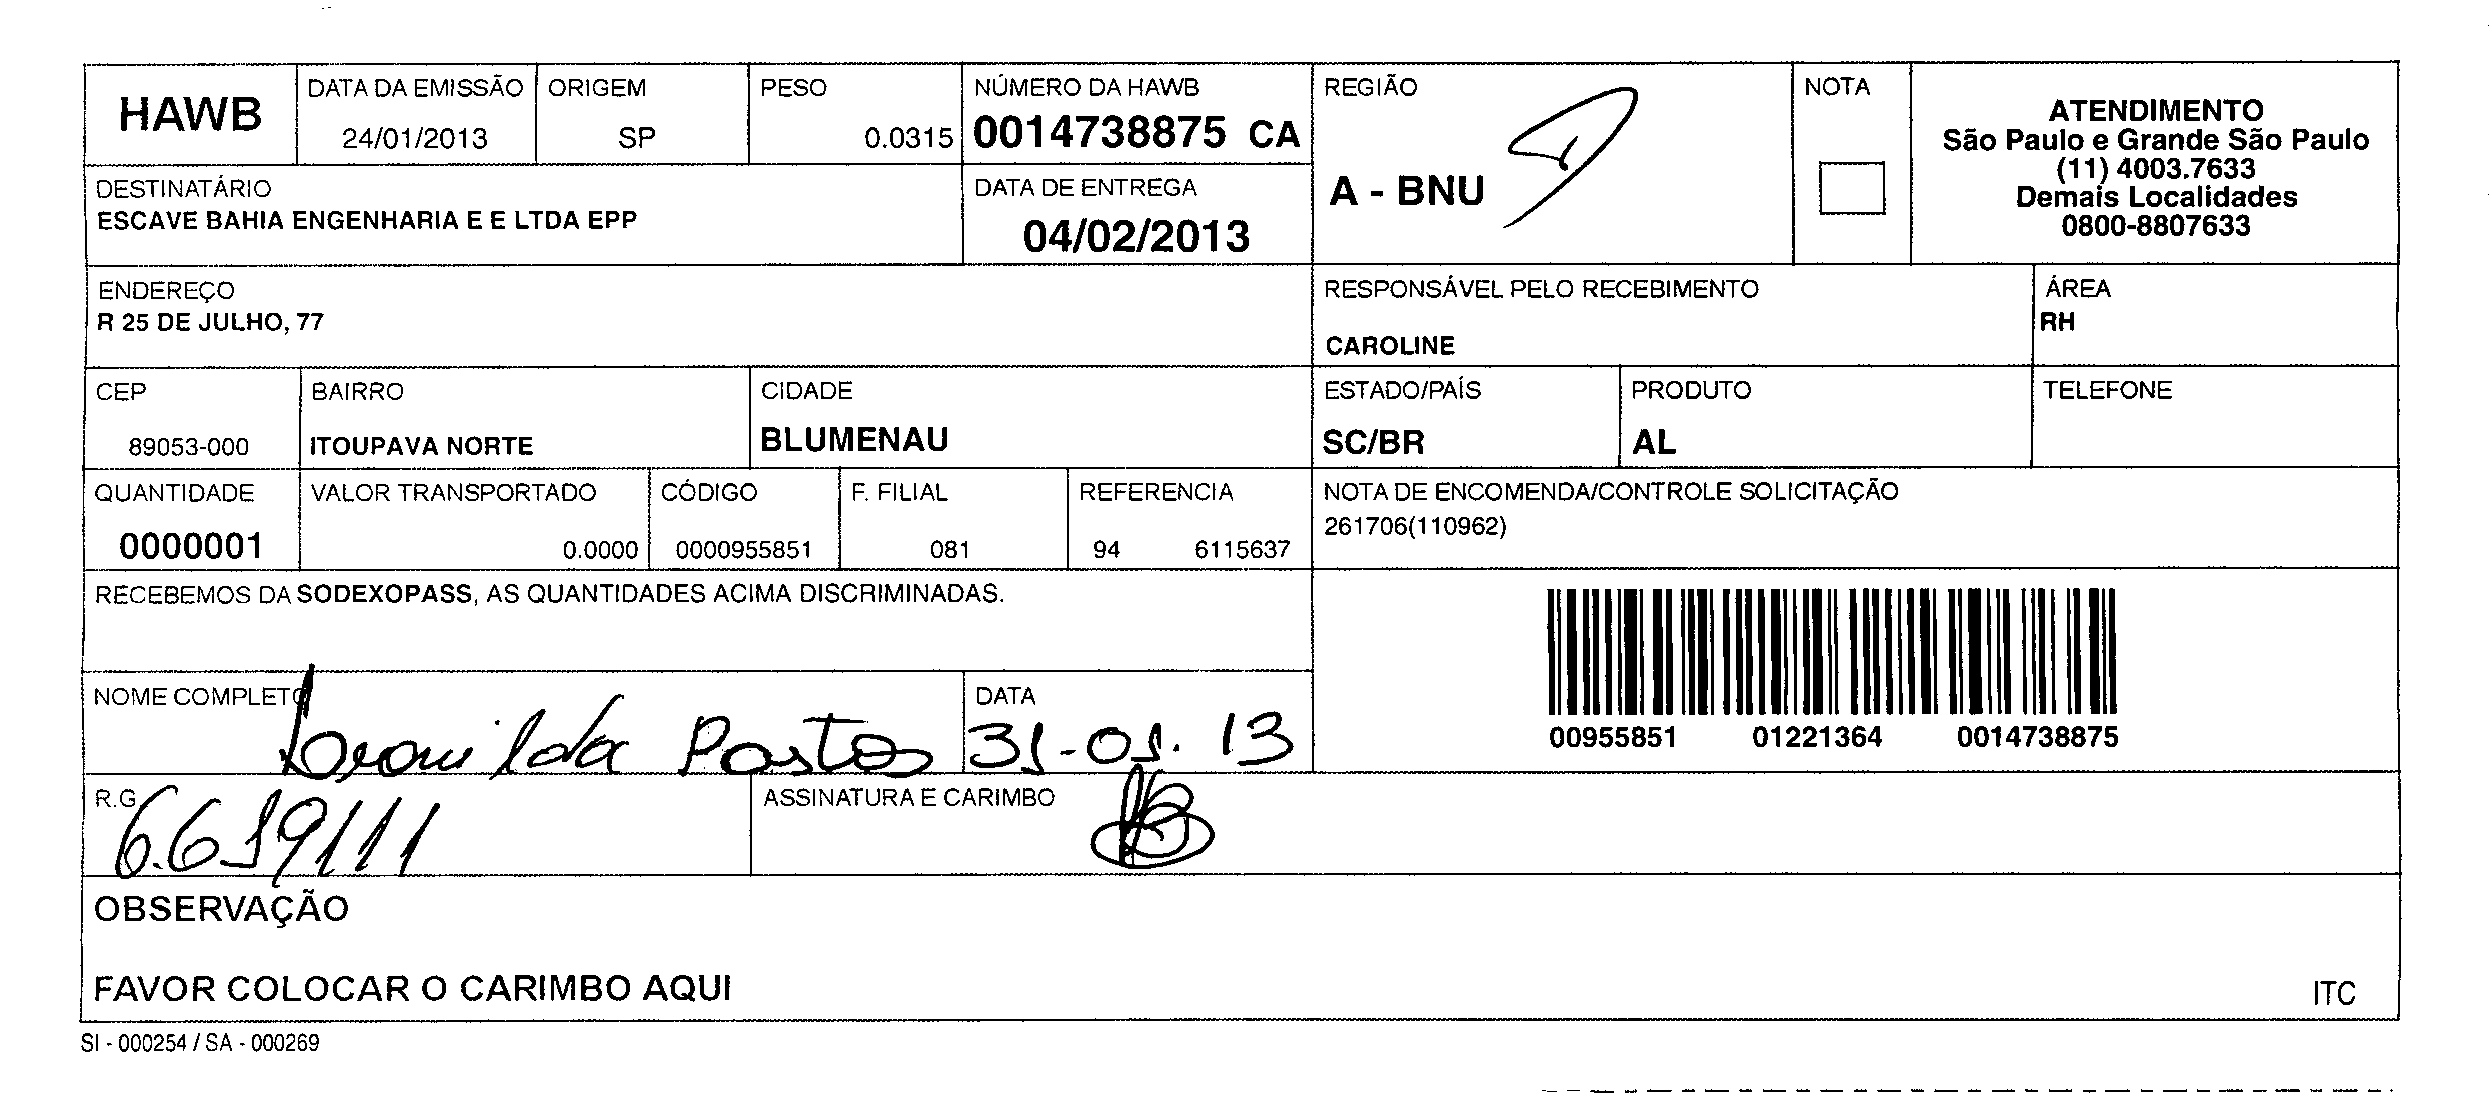 HAWB
DATA DA EMISSÃO
24/01/2013
ORIGEM
SP
PESO
0.0315
NÚMERO DA HAWB
0014738875 CA
REGIÃO
A - BNU
NOTA
ATENDIMENTO
São Paulo e Grande São Paulo
(11) 4003.7633
Demais Localidades
0800-8807633
DESTINATÁRIO
ESCAVE BAHIA ENGENHARIA E E LTDA EPP
DATA DE ENTREGA
04/02/2013
ENDEREÇO
R 25 DE JULHO, 77
RESPONSÁVEL PELO RECEBIMENTO
CAROLINE
ÁREA
RH
CEP
89053-000
BAIRRO
ITOUPAVA NORTE
CIDADE
BLUMENAU
ESTADO/PAÍS
SC/BR
PRODUTO
AL
TELEFONE
QUANTIDADE
0000001
VALOR TRANSPORTADO
0.0000
CÓDIGO
0000955851
F. FILIAL
081
REFERENCIA
94 6115637
NOTA DE ENCOMENDA/CONTROLE SOLICITAÇÃO
261706(110962)
RECEBEMOS DA SODEXOPASS, AS QUANTIDADES ACIMA DISCRIMINADAS.
00955851 01221364 0014738875
NOME COMPLETO
DATA
31-01.13
R.G
ASSINATURA E CARIMBO
OBSERVAÇÃO
FAVOR COLOCAR O CARIMBO AQUI
ITC
SI - 000254 / SA - 000269